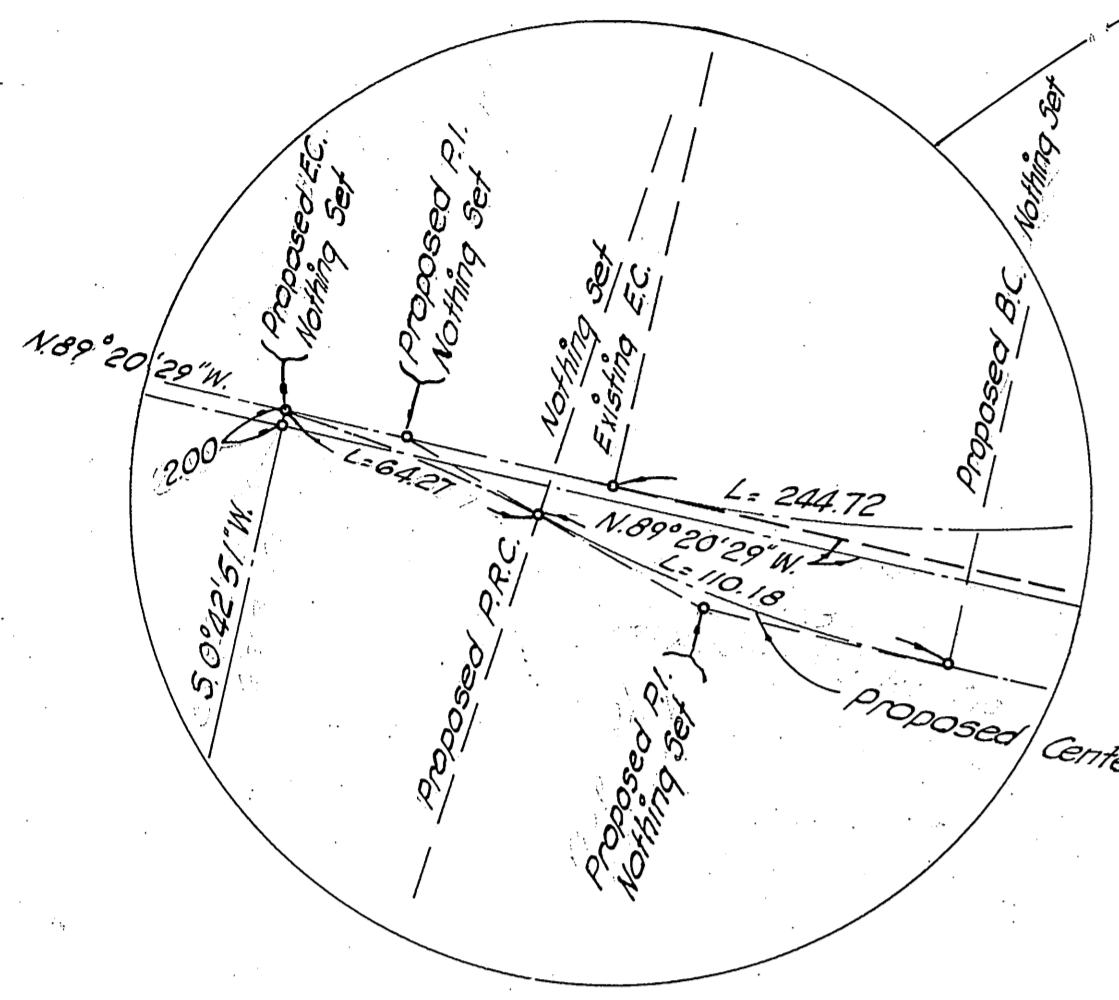 (Proposed E.C.
Nothing Set
(Proposed P.I.
Nothing Set
Nothing Set
Existing E.C.
Nothing Set
Proposed B.C.
N.89°20'29"W.
2.00
L=64.27
L= 244.72
N.89°20'29"W.
L=110.18
S.0°42'51"W.
Proposed P.R.C.
Proposed P.I.
Nothing Set
Proposed